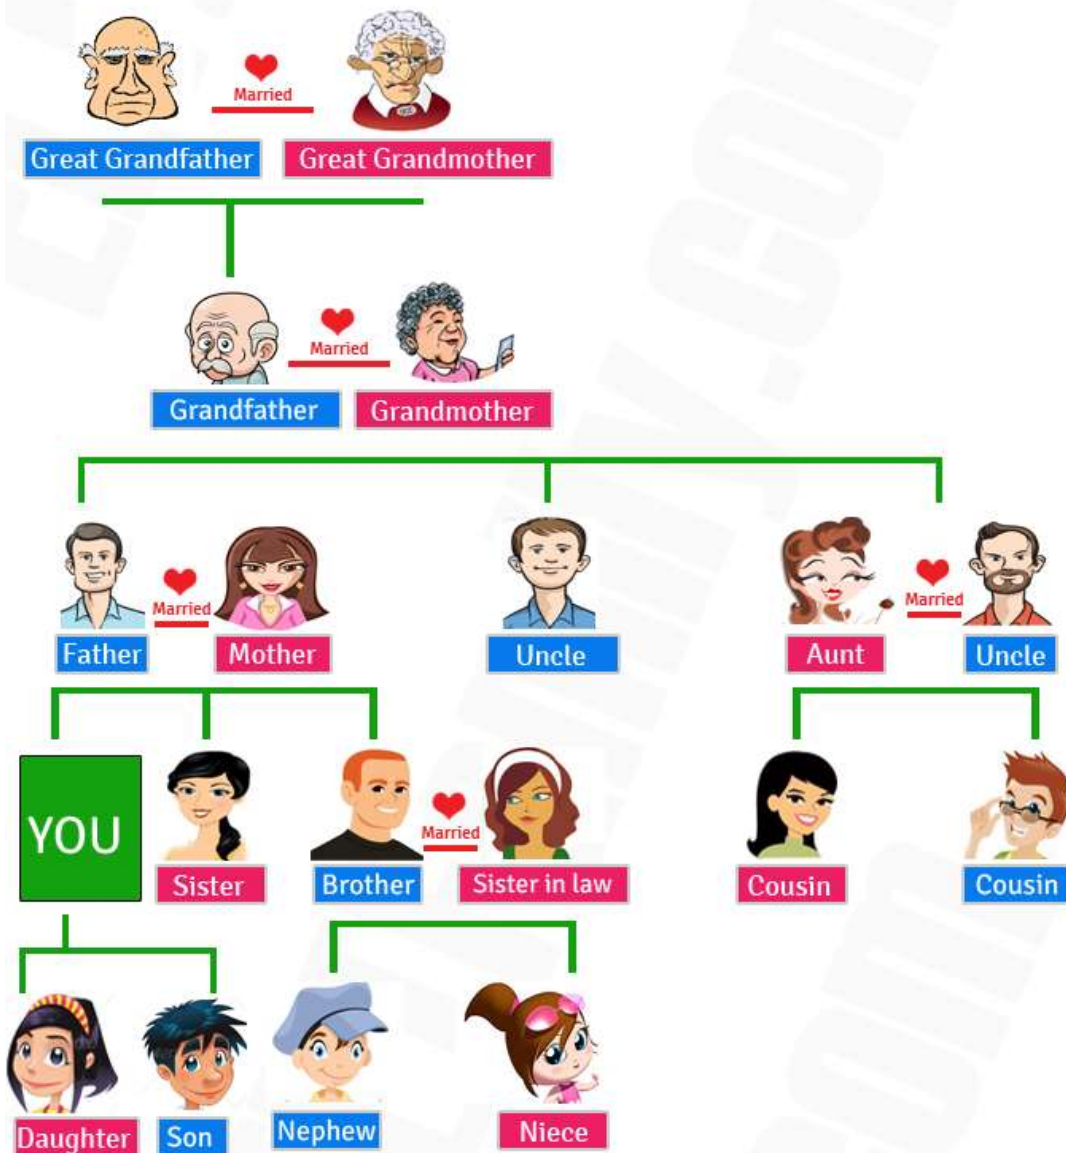 Married
Great Grandfather Great Grandmother
Married
Grandfather Grandmother
Married Married
Father Mother Uncle Aunt Uncle
YOU
Married
Sister Brother Sister in law Cousin Cousin
Daughter Son Nephew Niece